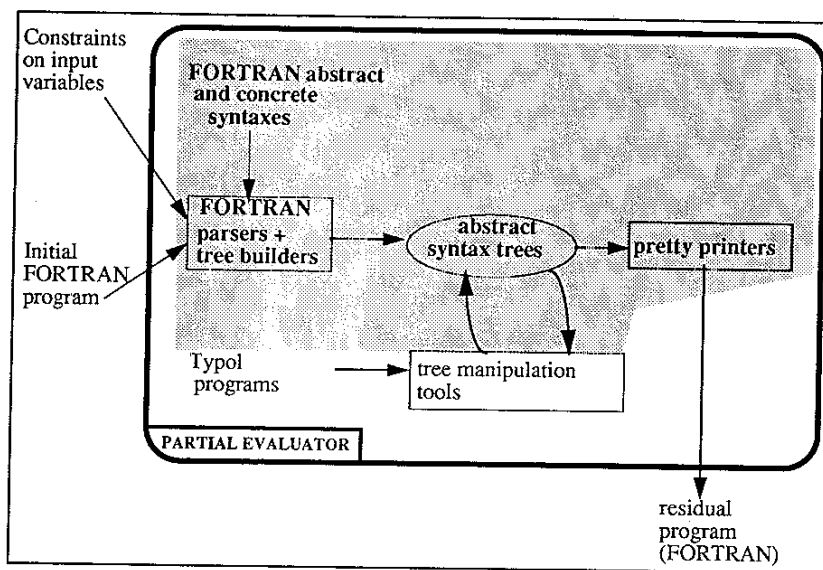 Constraints
on input
variables
FORTRAN abstract
and concrete
syntaxes
FORTRAN
parsers +
tree builders
abstract
syntax trees
pretty printers
Initial
FORTRAN
program
Typol
programs
tree manipulation
tools
PARTIAL EVALUATOR
residual
program
(FORTRAN)